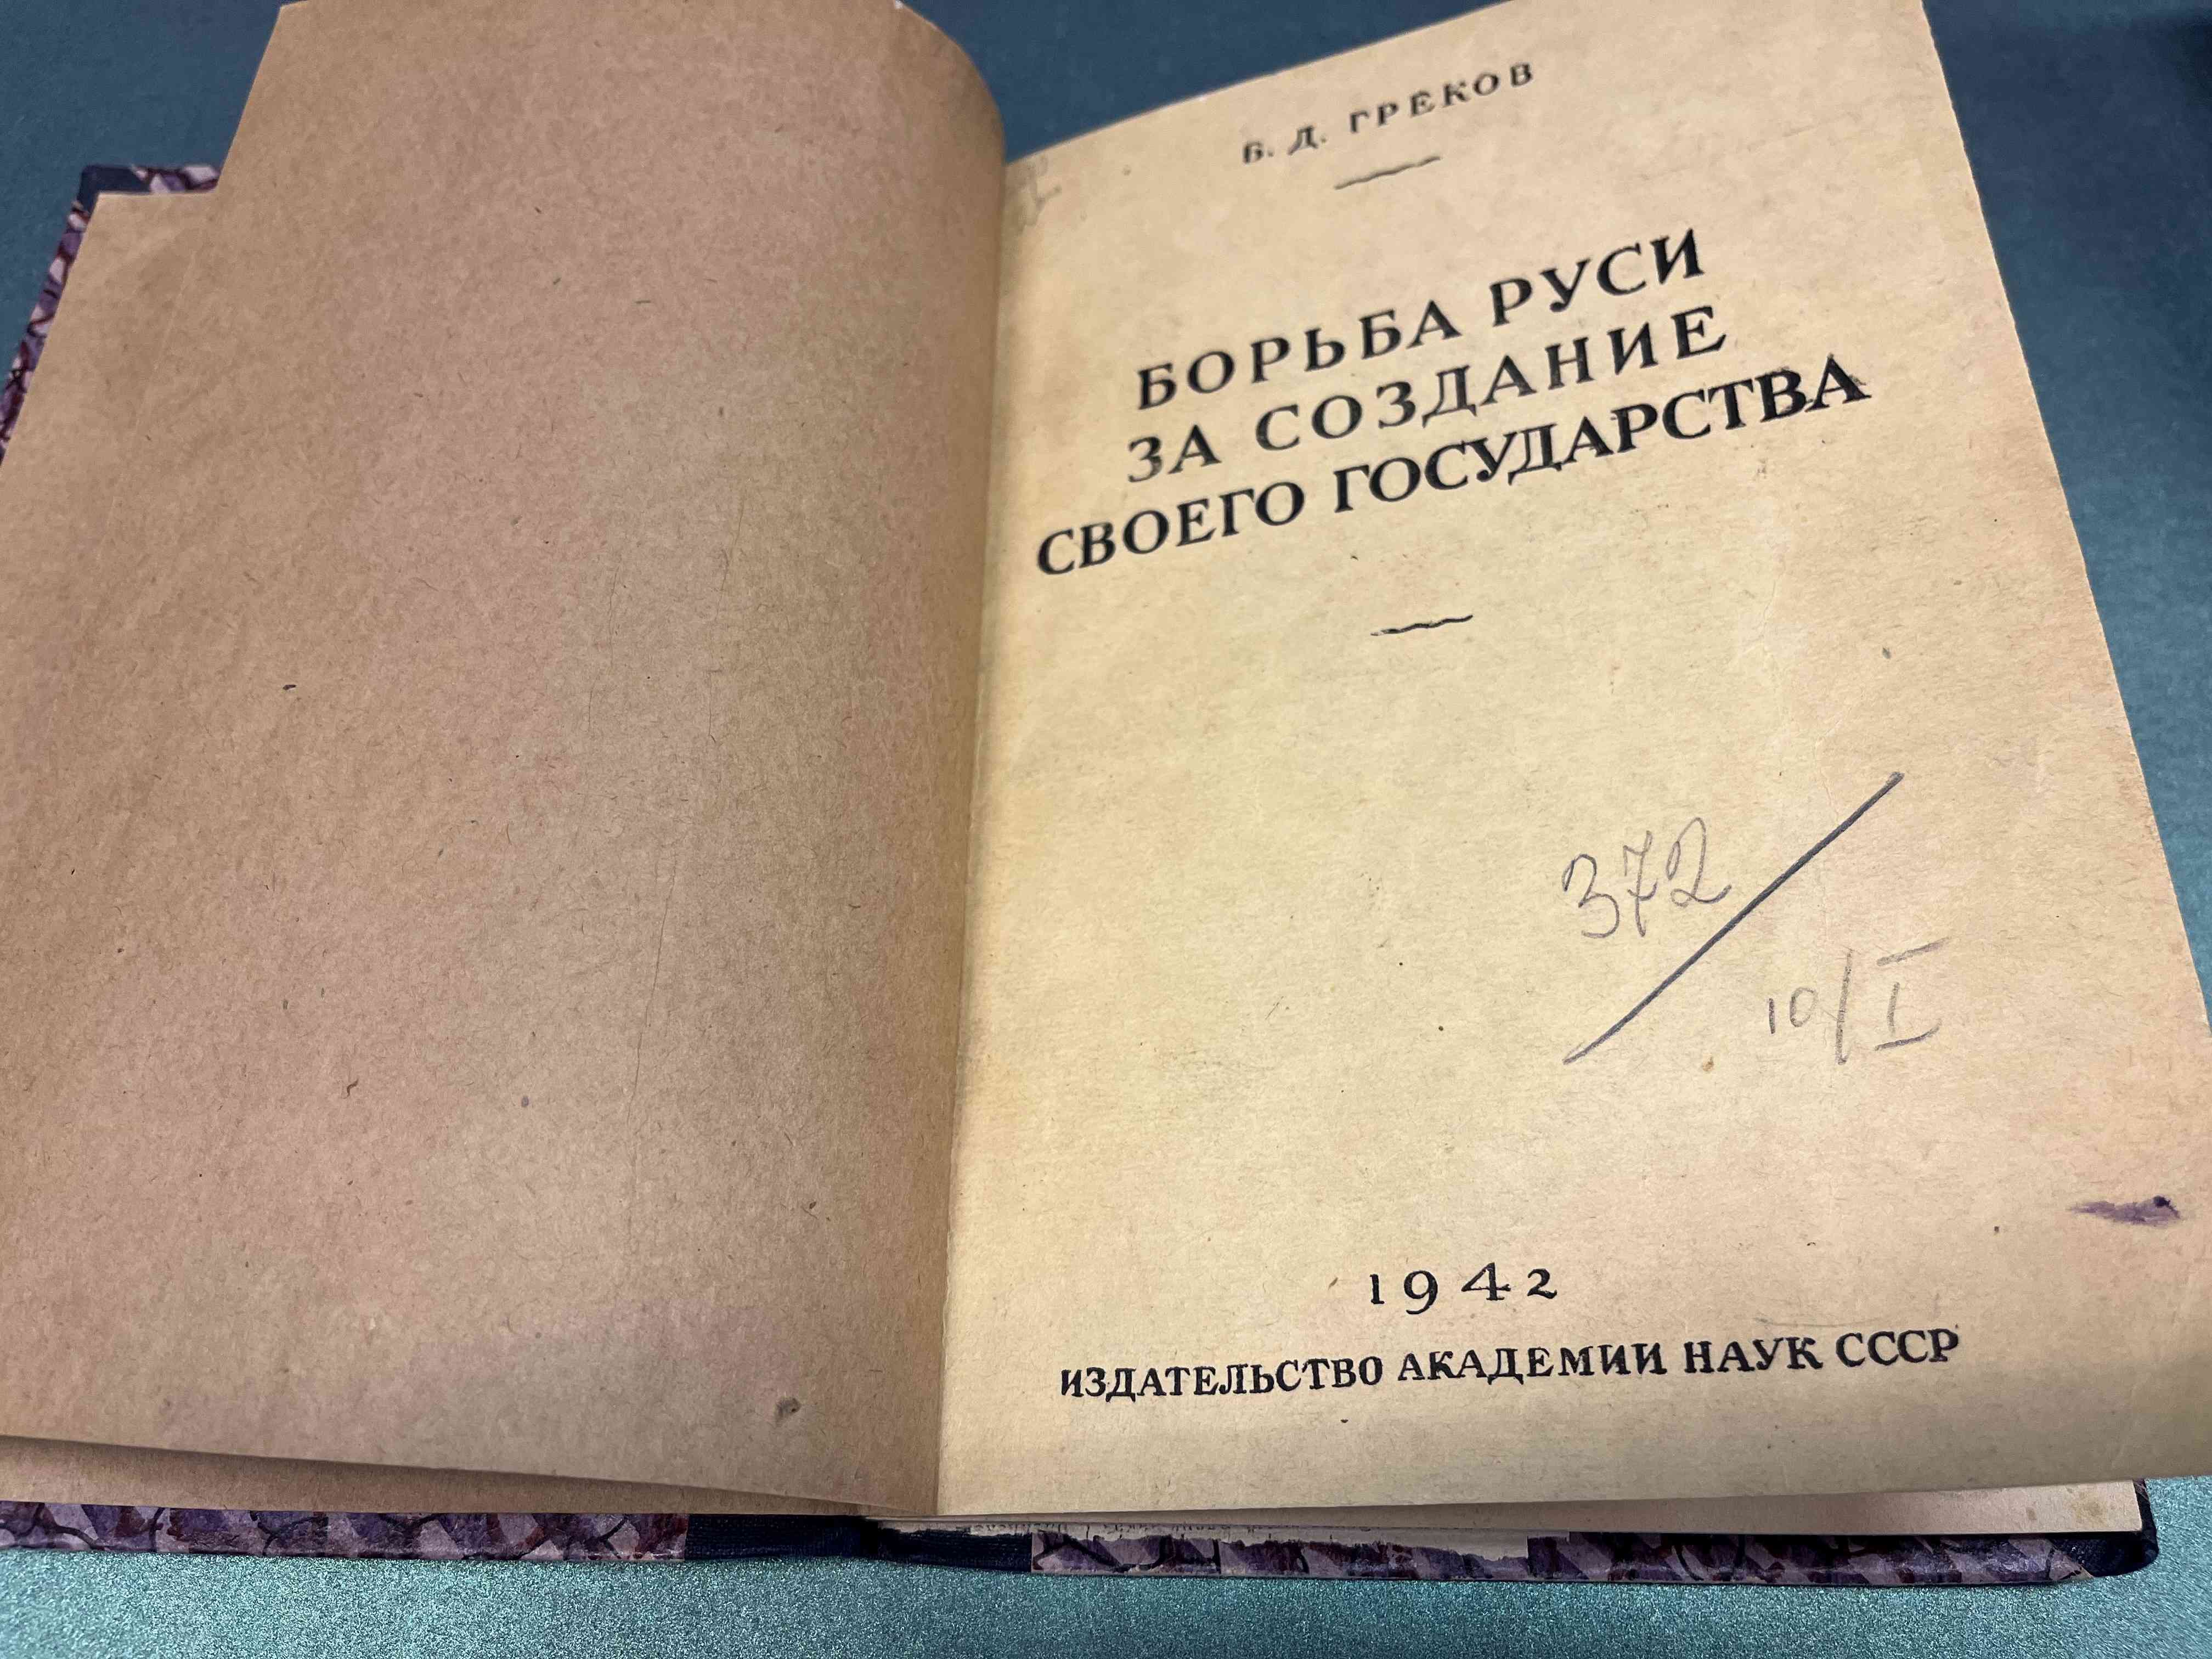 Б. Д. ГРЕКОВ
БОРЬБА РУСИ
ЗА СОЗДАНИЕ
СВОЕГО ГОСУДАРСТВА
372
10/I
1942
ИЗДАТЕЛЬСТВО АКАДЕМИИ НАУК СССР